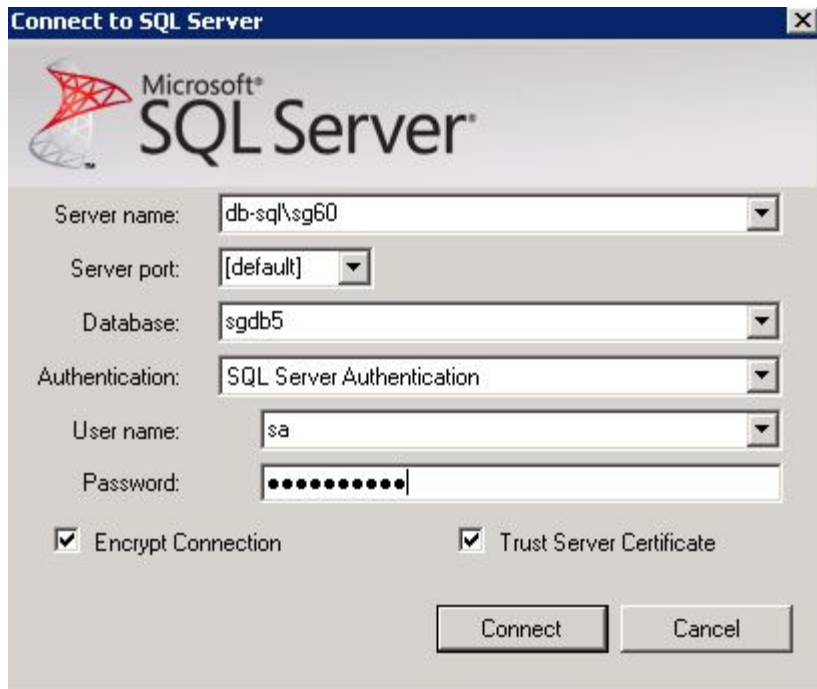 Connect to SQL Server
Microsoft®
SQL Server®
™
Server name: db-sql\sg60
Server port: [default]
Database: sgdb5
Authentication: SQL Server Authentication
User name: sa
Password: ●●●●●●●●●●
Encrypt Connection Trust Server Certificate
Connect Cancel